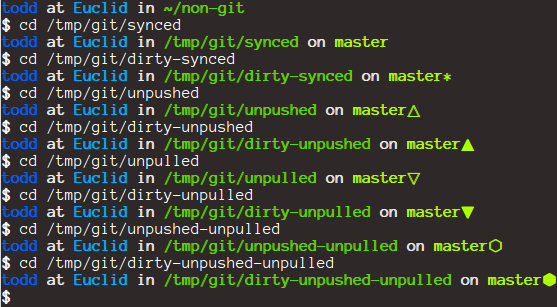 todd at Euclid in ~/non-git
$ cd /tmp/git/synced
todd at Euclid in /tmp/git/synced on master
$ cd /tmp/git/dirty-synced
todd at Euclid in /tmp/git/dirty-synced on master*
$ cd /tmp/git/unpushed
todd at Euclid in /tmp/git/unpushed on master△
$ cd /tmp/git/dirty-unpushed
todd at Euclid in /tmp/git/dirty-unpushed on master▲
$ cd /tmp/git/unpulled
todd at Euclid in /tmp/git/unpulled on master▽
$ cd /tmp/git/dirty-unpulled
todd at Euclid in /tmp/git/dirty-unpulled on master▼
$ cd /tmp/git/unpushed-unpulled
todd at Euclid in /tmp/git/unpushed-unpulled on master⬡
$ cd /tmp/git/dirty-unpushed-unpulled
todd at Euclid in /tmp/git/dirty-unpushed-unpulled on master⬢
$